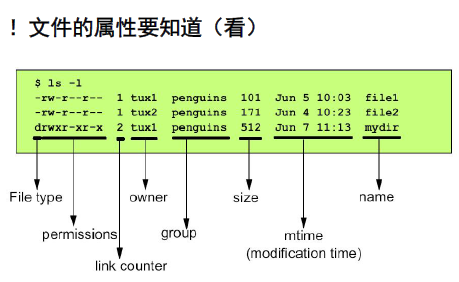 ！文件的属性要知道（看）
$ ls -l
-rw-r--r-- 1 tux1 penguins 101 Jun 5 10:03 file1
-rw-r--r-- 1 tux2 penguins 171 Jun 4 10:23 file2
drwxr-xr-x 2 tux1 penguins 512 Jun 7 11:13 mydir
File type owner size name
permissions group mtime
(modification time)
link counter